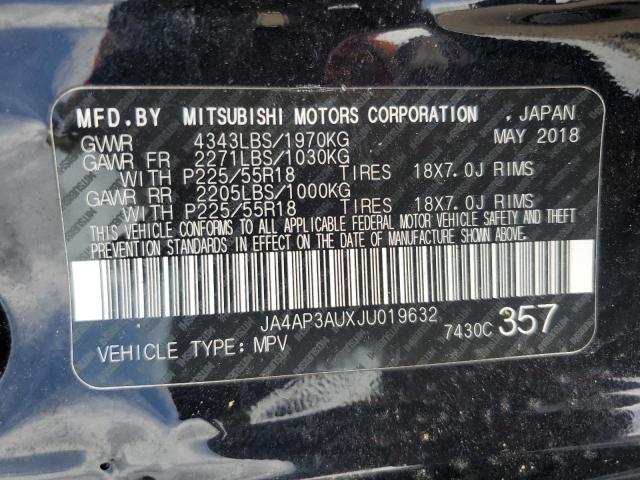 MFD.BY MITSUBISHI MOTORS CORPORATION , JAPAN
GVWR 4343LBS/1970KG MAY 2018
GAWR FR 2271LBS/1030KG
WITH P225/55R18 TIRES 18X7.0J RIMS
GAWR RR 2205LBS/1000KG
WITH P225/55R18 TIRES 18X7.0J RIMS
THIS VEHICLE CONFORMS TO ALL APPLICABLE FEDERAL MOTOR VEHICLE SAFETY AND THEFT
PREVENTION STANDARDS IN EFFECT ON THE DATE OF MANUFACTURE SHOWN ABOVE.
JA4AP3AUXJU019632
7430C 357
VEHICLE TYPE: MPV